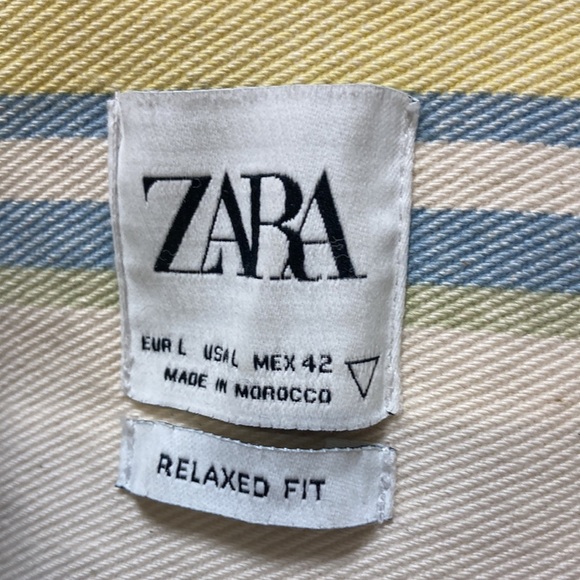 ZARA
EUR L USA L MEX 42
MADE IN MOROCCO
RELAXED FIT